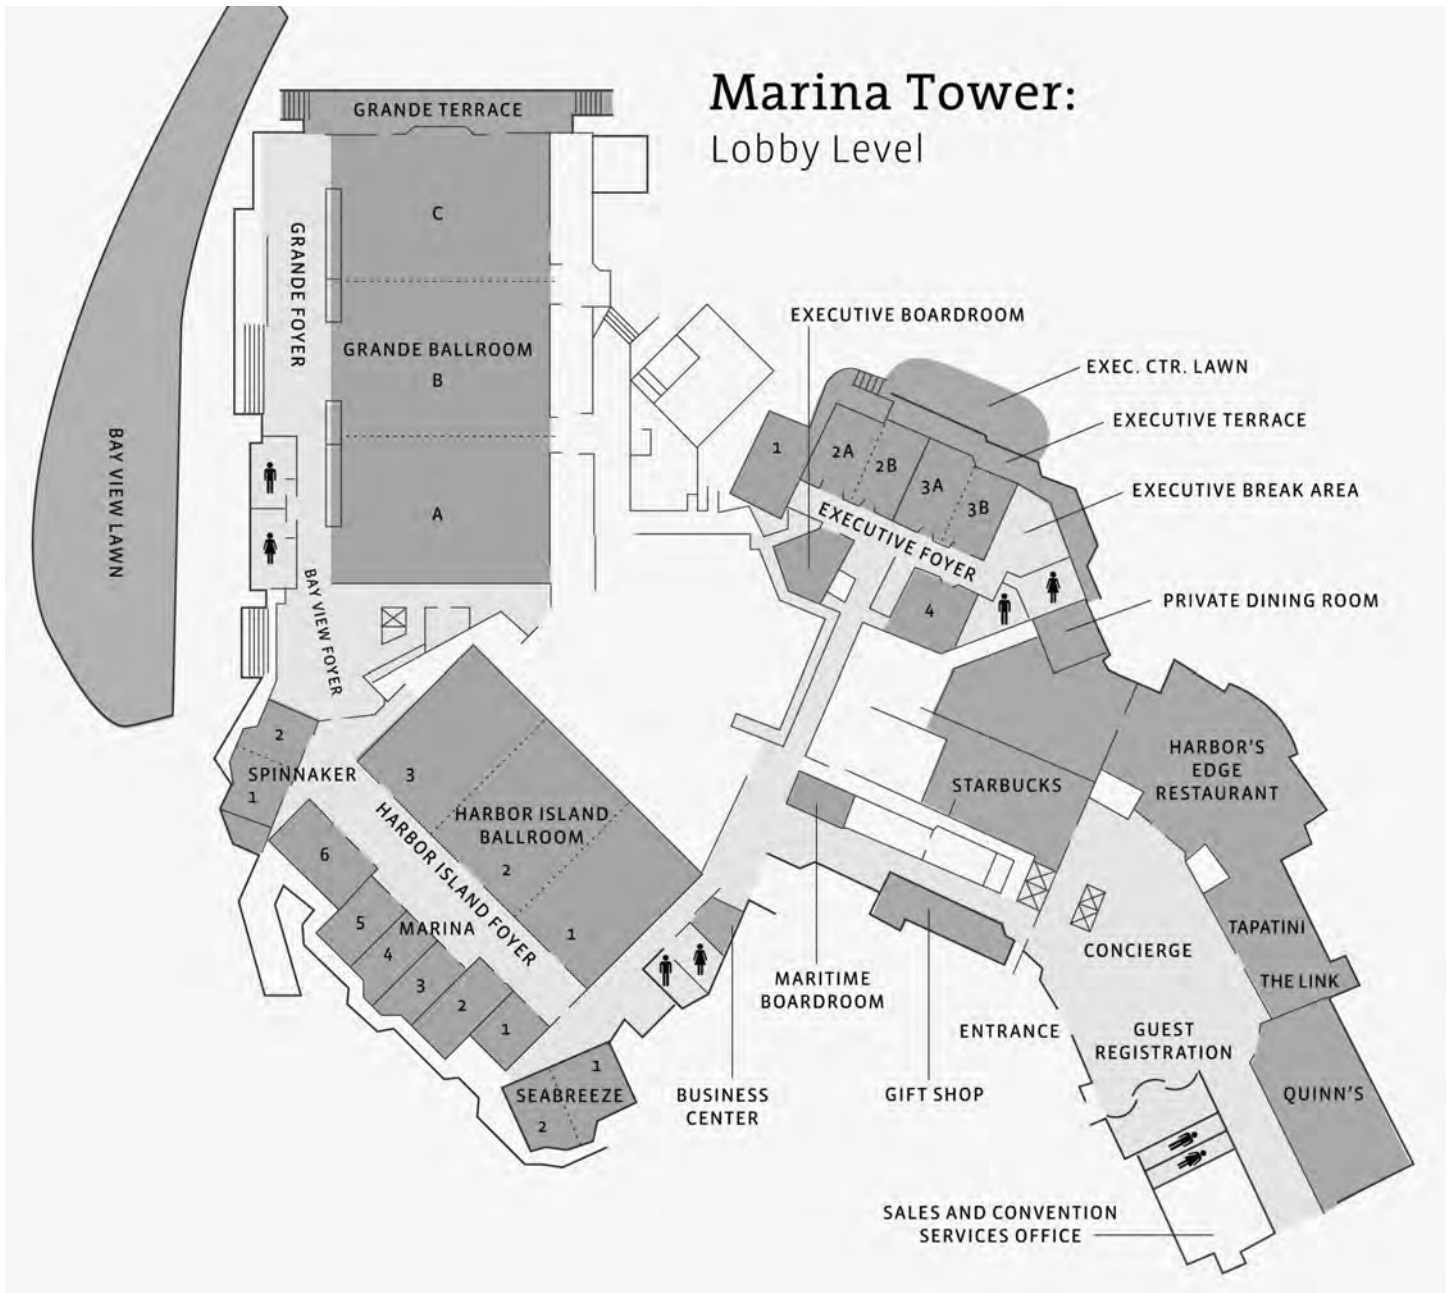 Marina Tower:
Lobby Level
GRANDE TERRACE
C
GRANDE FOYER
GRANDE BALLROOM
B
A
BAY VIEW LAWN
BAY VIEW FOYER
EXECUTIVE BOARDROOM
EXEC. CTR. LAWN
EXECUTIVE TERRACE
EXECUTIVE BREAK AREA
1
2A
2B
3A
3B
EXECUTIVE FOYER
4
PRIVATE DINING ROOM
2
SPINNAKER
1
3
HARBOR ISLAND
BALLROOM
2
1
HARBOR ISLAND FOYER
6
5
MARINA
4
3
2
1
1
SEABREEZE
2
STARBUCKS
HARBOR'S
EDGE
RESTAURANT
TAPATINI
THE LINK
CONCIERGE
MARITIME
BOARDROOM
ENTRANCE
GUEST
REGISTRATION
BUSINESS
CENTER
GIFT SHOP
QUINN'S
SALES AND CONVENTION
SERVICES OFFICE